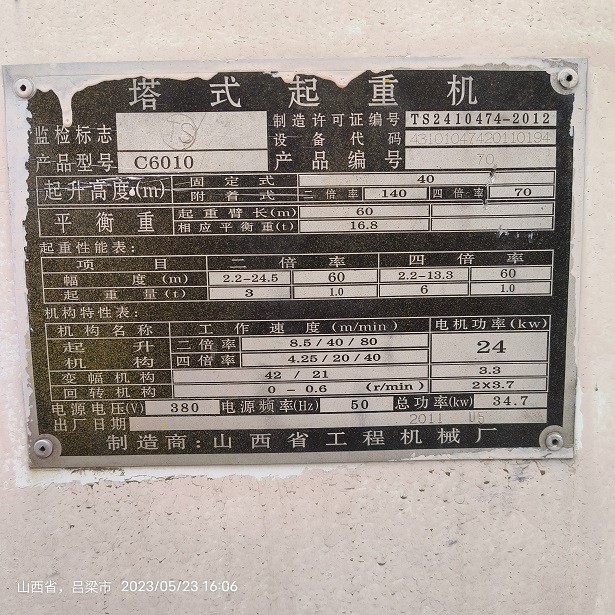 塔式起重机
监检标志 TS 制造许可证编号 TS2410474-2012
设备代码 43101047420110194
产品型号 C6010 产品编号 70
起升高度(m) 固定式 40
附着式 二倍率 140 四倍率 70
平衡重 起重臂长(m) 60
相应平衡重(t) 16.8
起重性能表:
项目 二倍率 四倍率
幅度(m) 2.2-24.5 60 2.2-13.3 60
起重量(t) 3 1.0 6 1.0
机构特性表:
机构名称 工作速度(m/min) 电机功率(kw)
起升机构 二倍率 8.5/40/80 24
四倍率 4.25/20/40
变幅机构 42/21 3.3
回转机构 0-0.6 (r/min) 2×3.7
电源电压(V) 380 电源频率(Hz) 50 总功率(kw) 34.7
出厂日期 2011 05
制造商:山西省工程机械厂
山西省,吕梁市 2023/05/23 16:06